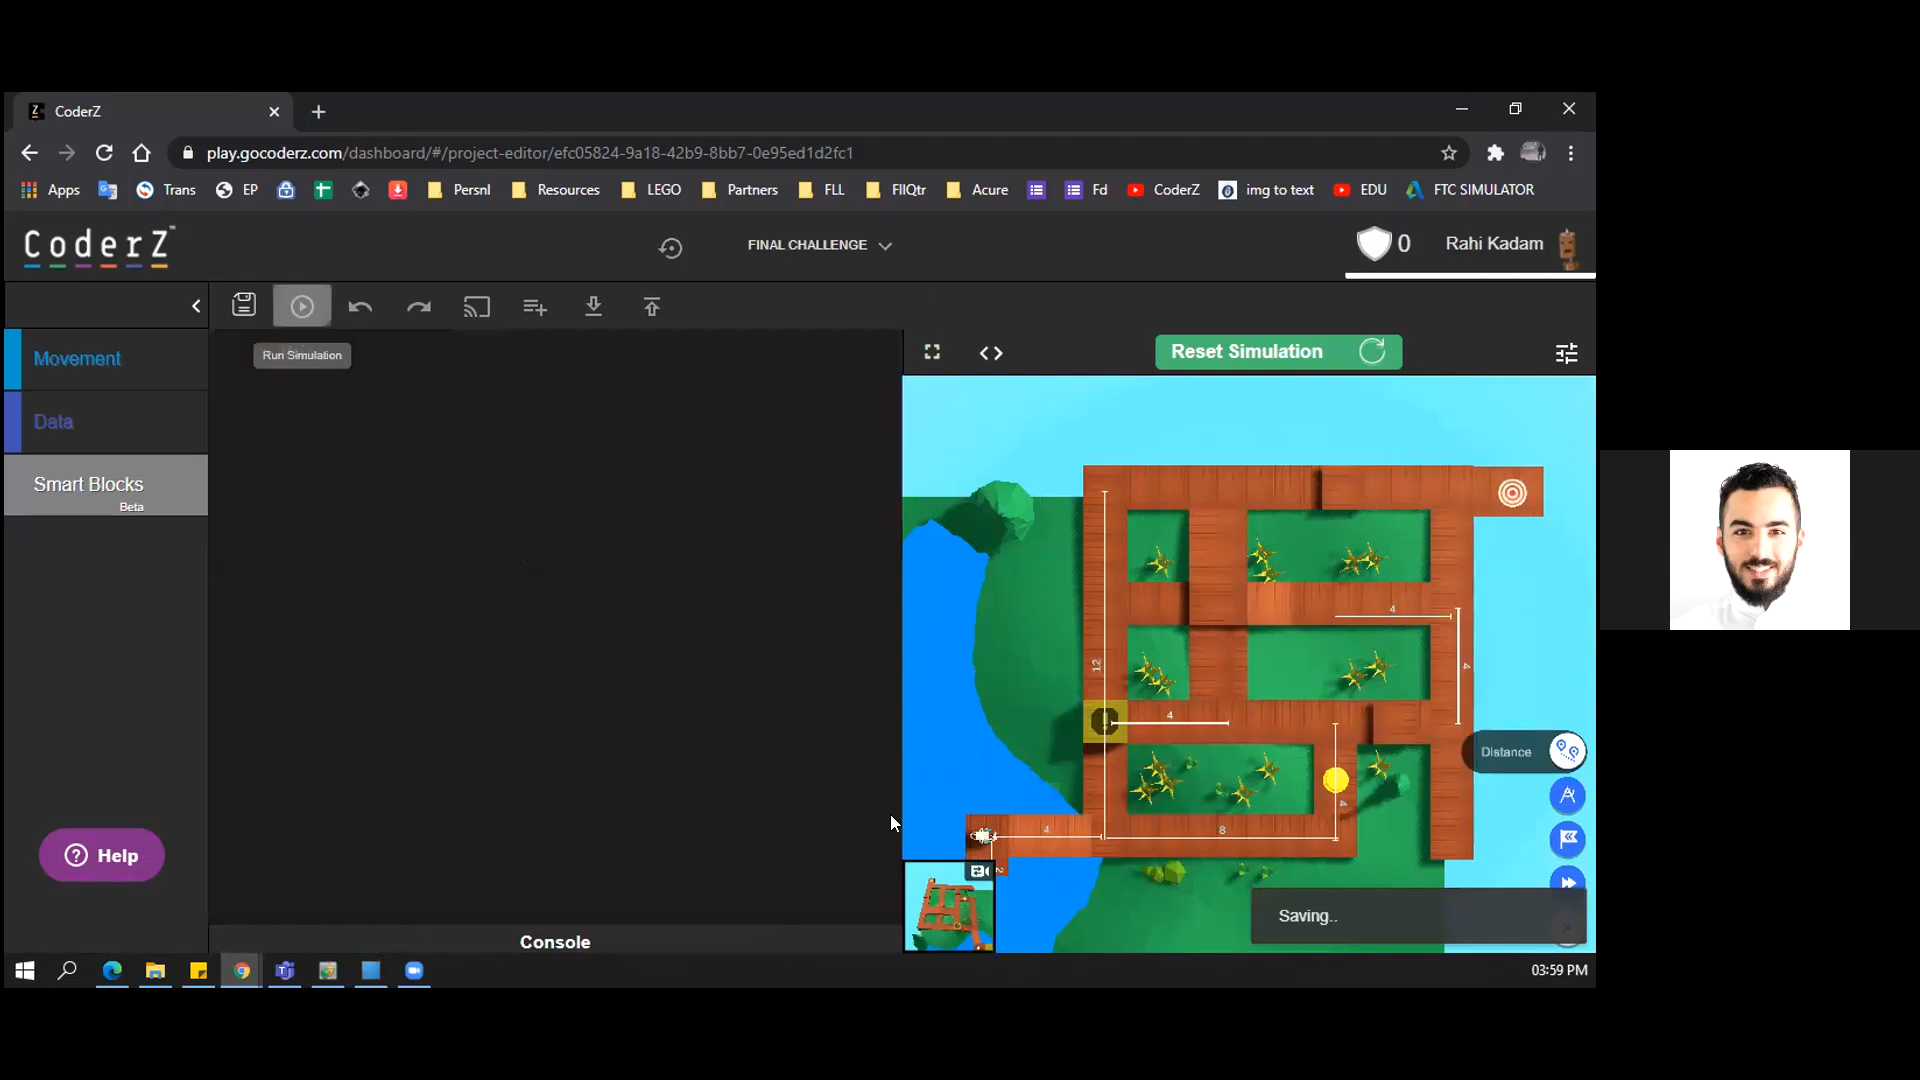 CoderZ
play.gocoderz.com/dashboard/#/project-editor/efc05824-9a18-42b9-8bb7-0e95ed1d2fc1
Apps Trans EP Persnl Resources LEGO Partners FLL FllQtr Acure Fd CoderZ img to text EDU FTC SIMULATOR
CoderZ
FINAL CHALLENGE
0
Rahi Kadam
Movement
Run Simulation
Reset Simulation
Data
Smart Blocks
Beta
4
12
4
4
Distance
4
4
8
2
Help
Saving..
Console
03:59 PM